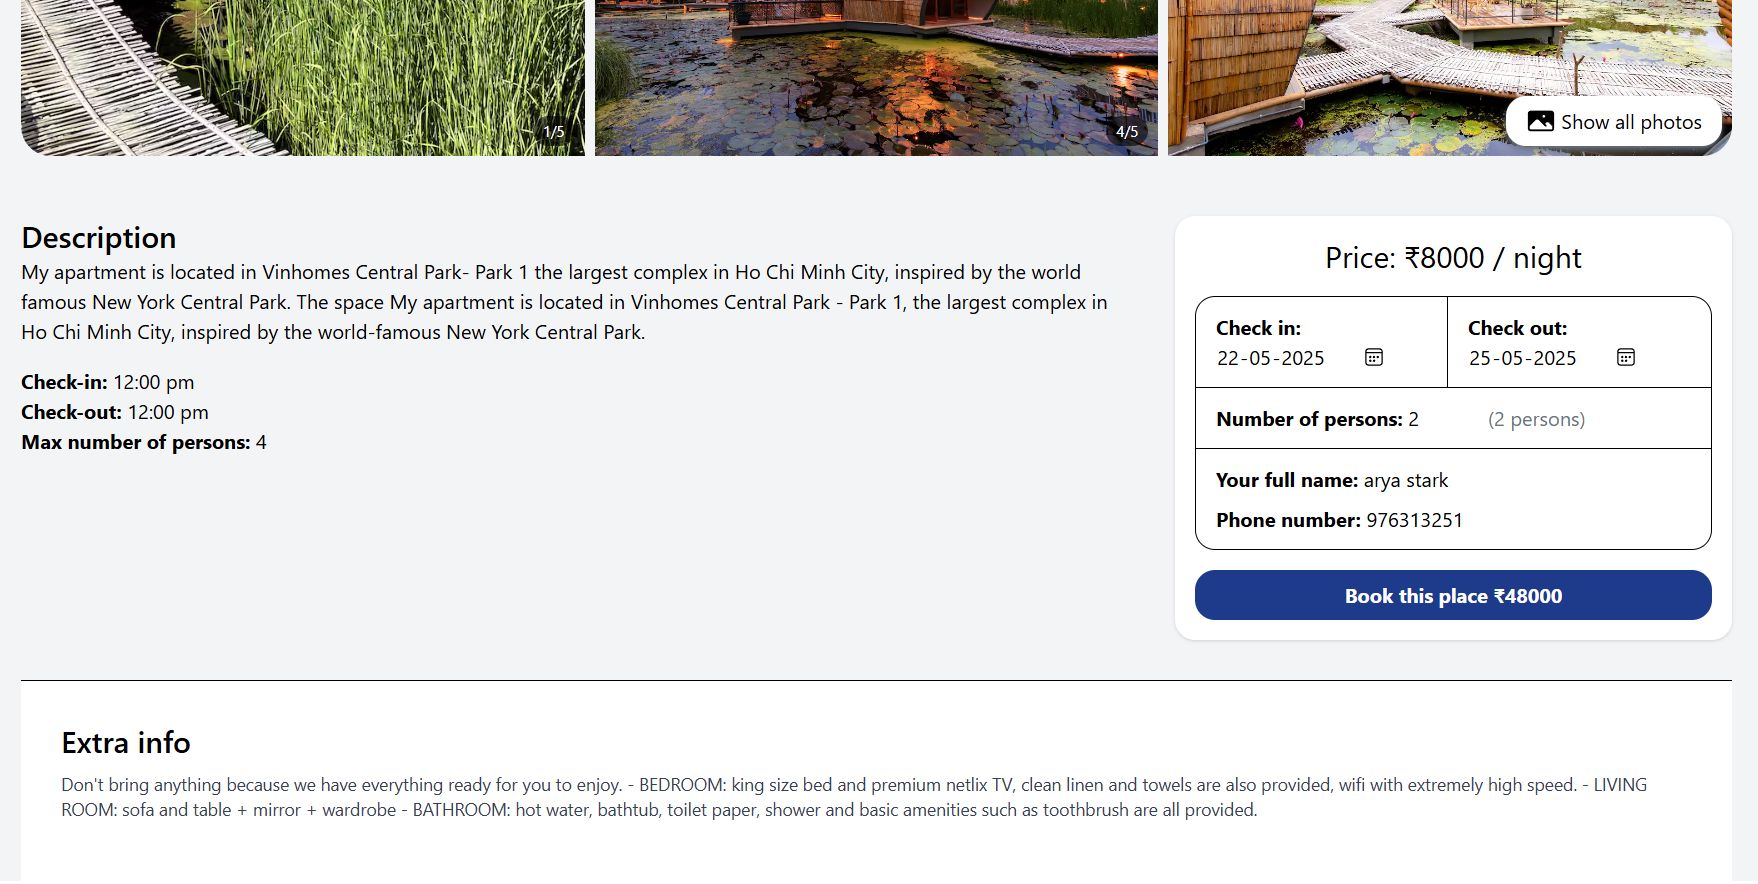 1/5
4/5
Show all photos
Description
My apartment is located in Vinhomes Central Park- Park 1 the largest complex in Ho Chi Minh City, inspired by the world
famous New York Central Park. The space My apartment is located in Vinhomes Central Park - Park 1, the largest complex in
Ho Chi Minh City, inspired by the world-famous New York Central Park.
Check-in: 12:00 pm
Check-out: 12:00 pm
Max number of persons: 4
Price: ₹8000 / night
Check in:
22-05-2025
Check out:
25-05-2025
Number of persons: 2 (2 persons)
Your full name: arya stark
Phone number: 976313251
Book this place ₹48000
Extra info
Don't bring anything because we have everything ready for you to enjoy. - BEDROOM: king size bed and premium netlix TV, clean linen and towels are also provided, wifi with extremely high speed. - LIVING
ROOM: sofa and table + mirror + wardrobe - BATHROOM: hot water, bathtub, toilet paper, shower and basic amenities such as toothbrush are all provided.